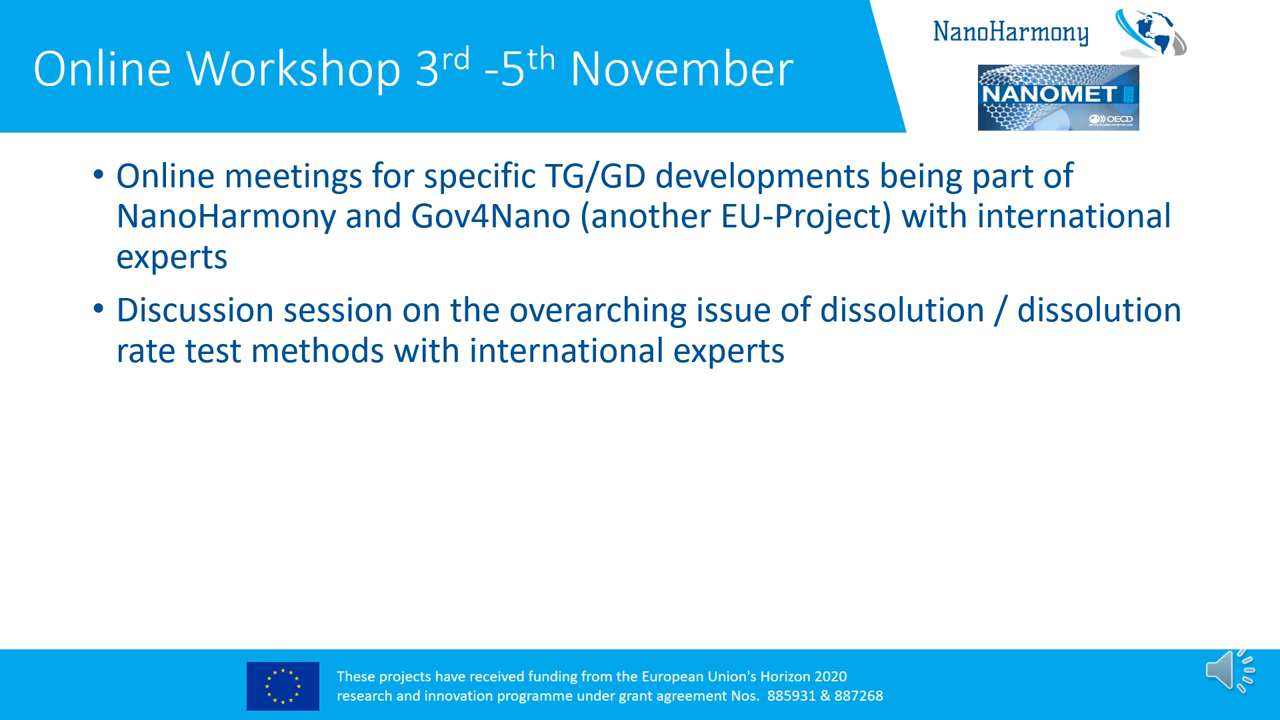 Online Workshop 3rd -5th November
NanoHarmony
NANOMET
OECD
• Online meetings for specific TG/GD developments being part of
NanoHarmony and Gov4Nano (another EU-Project) with international
experts
• Discussion session on the overarching issue of dissolution / dissolution
rate test methods with international experts
These projects have received funding from the European Union's Horizon 2020
research and innovation programme under grant agreement Nos. 885931 & 887268